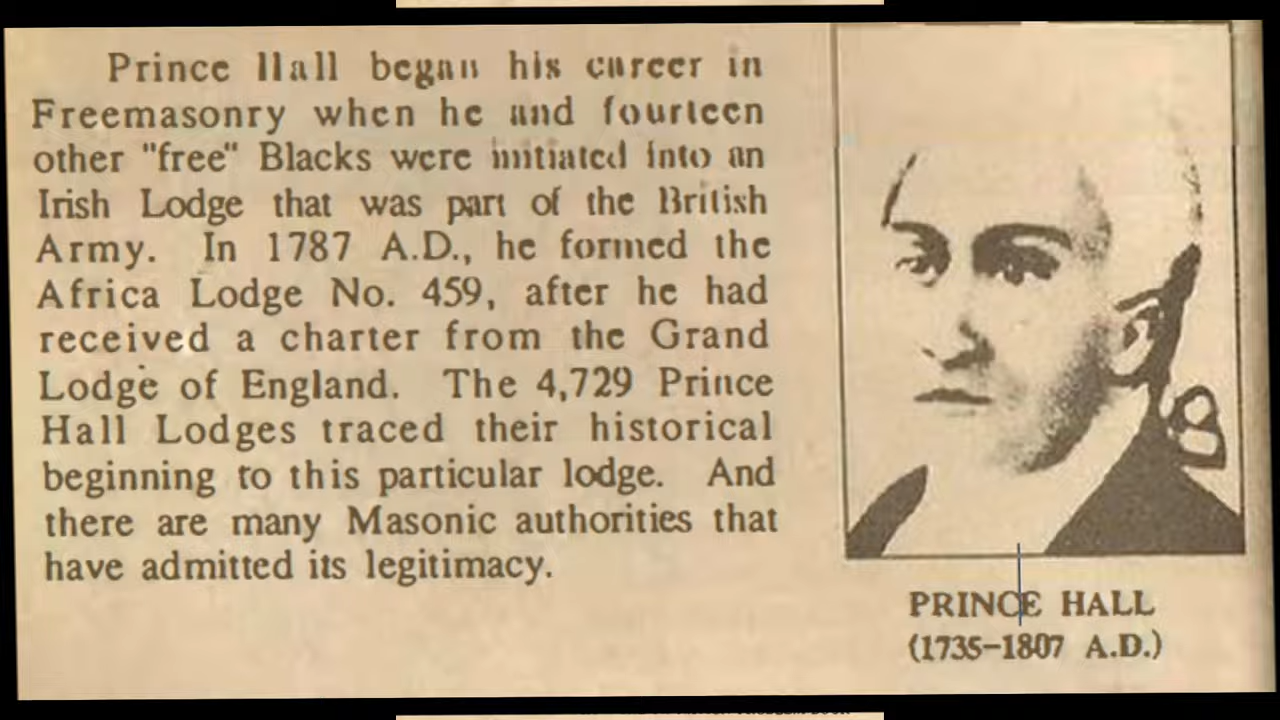 Prince Hall began his career in
Freemasonry when he and fourteen
other "free" Blacks were initiated into an
Irish Lodge that was part of the British
Army. In 1787 A.D., he formed the
Africa Lodge No. 459, after he had
received a charter from the Grand
Lodge of England. The 4,729 Prince
Hall Lodges traced their historical
beginning to this particular lodge. And
there are many Masonic authorities that
have admitted its legitimacy.
PRINCE HALL
(1735-1807 A.D.)